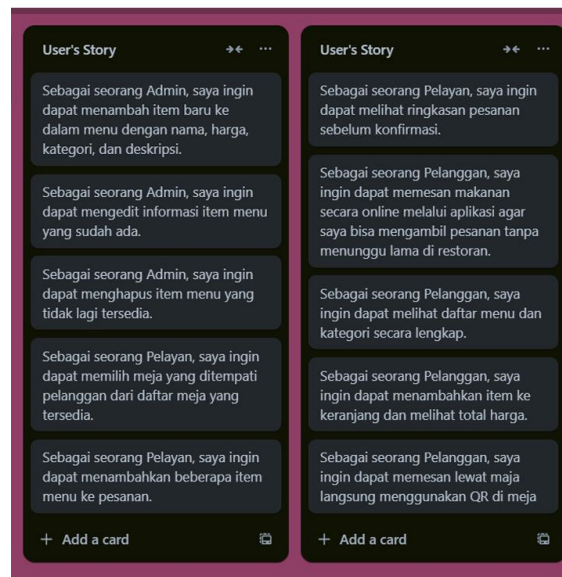 User's Story
Sebagai seorang Admin, saya ingin
dapat menambah item baru ke
dalam menu dengan nama, harga,
kategori, dan deskripsi.
Sebagai seorang Admin, saya ingin
dapat mengedit informasi item menu
yang sudah ada.
Sebagai seorang Admin, saya ingin
dapat menghapus item menu yang
tidak lagi tersedia.
Sebagai seorang Pelayan, saya ingin
dapat memilih meja yang ditempati
pelanggan dari daftar meja yang
tersedia.
Sebagai seorang Pelayan, saya ingin
dapat menambahkan beberapa item
menu ke pesanan.
+ Add a card
User's Story
Sebagai seorang Pelayan, saya ingin
dapat melihat ringkasan pesanan
sebelum konfirmasi.
Sebagai seorang Pelanggan, saya
ingin dapat memesan makanan
secara online melalui aplikasi agar
saya bisa mengambil pesanan tanpa
menunggu lama di restoran.
Sebagai seorang Pelanggan, saya
ingin dapat melihat daftar menu dan
kategori secara lengkap.
Sebagai seorang Pelanggan, saya
ingin dapat menambahkan item ke
keranjang dan melihat total harga.
Sebagai seorang Pelanggan, saya
ingin dapat memesan lewat maja
langsung menggunakan QR di meja
+ Add a card